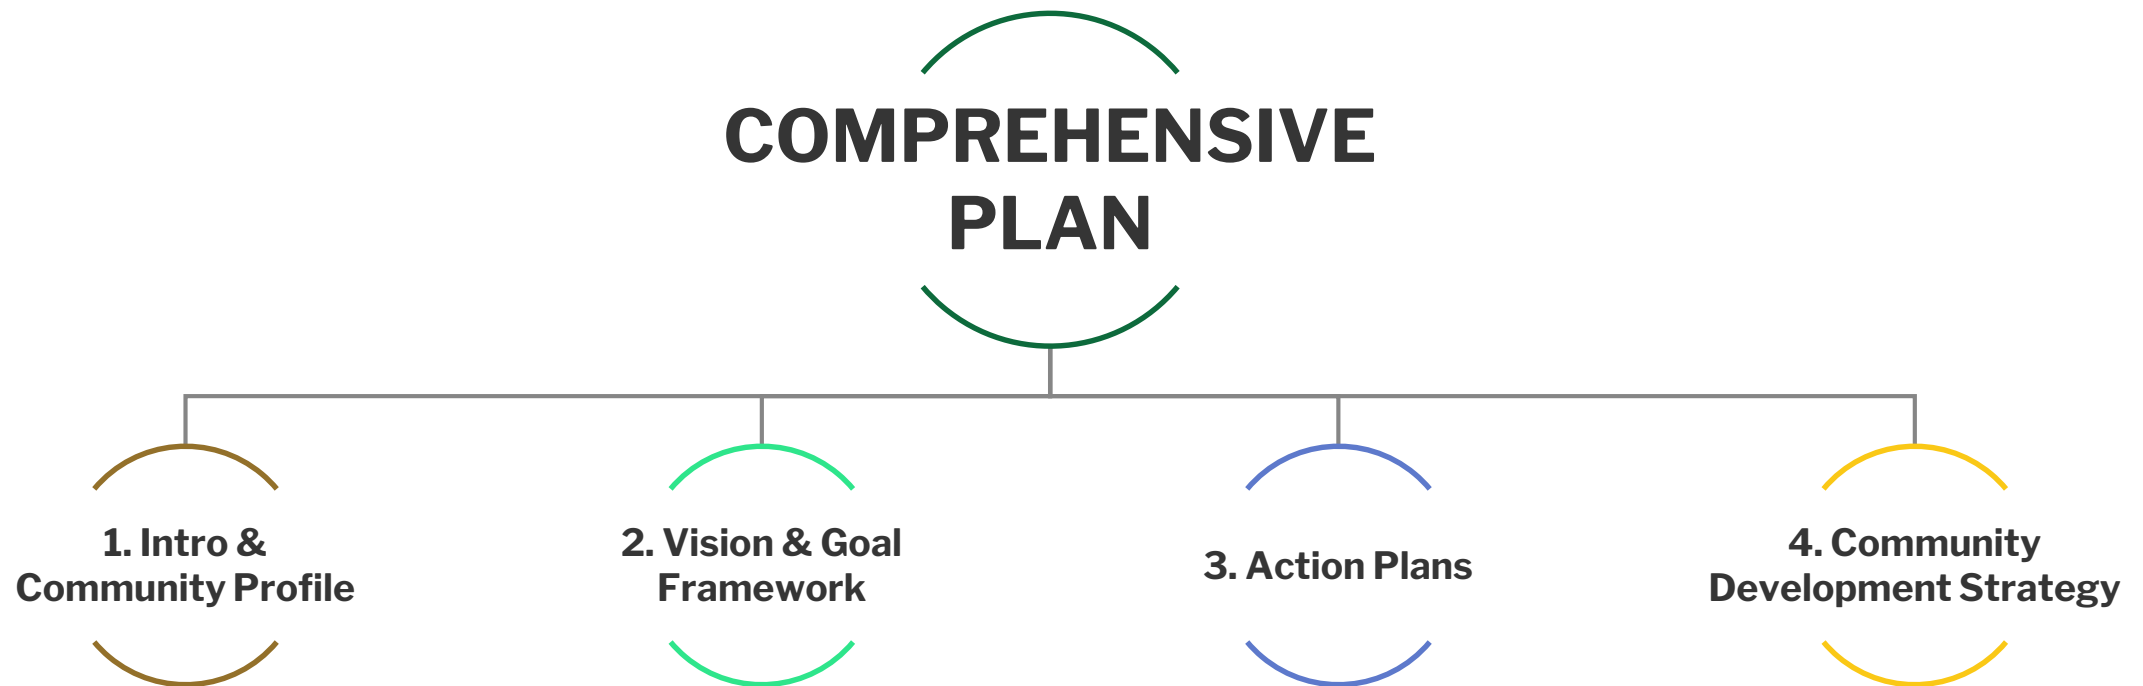 COMPREHENSIVE
PLAN
1. Intro &
Community Profile
2. Vision & Goal
Framework
3. Action Plans
4. Community
Development Strategy